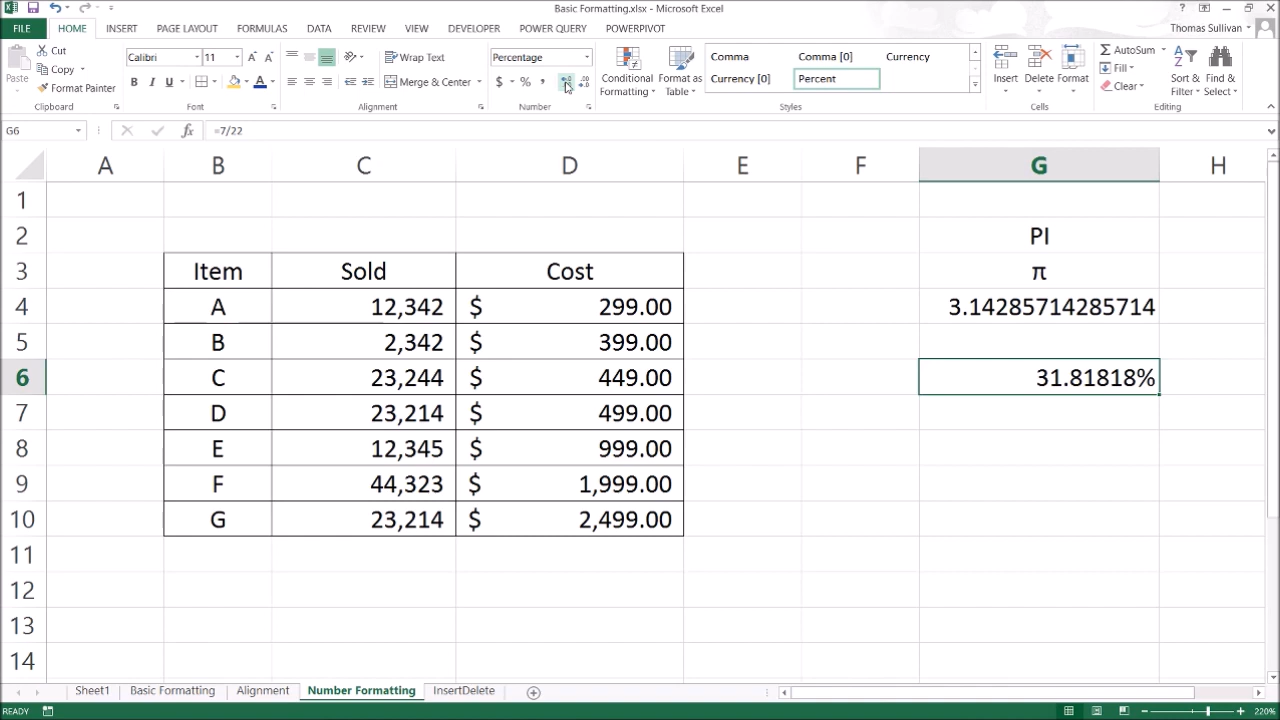 Basic Formatting.xlsx - Microsoft Excel
FILE HOME INSERT PAGE LAYOUT FORMULAS DATA REVIEW VIEW DEVELOPER POWER QUERY POWERPIVOT Thomas Sullivan
Paste
Cut
Copy
Format Painter
Clipboard
Calibri 11
B I U
Font
Wrap Text
Merge & Center
Alignment
Percentage
$ % ,
Number
Conditional Formatting
Format as Table
Comma Comma [0] Currency
Currency [0] Percent
Styles
Insert Delete Format
Cells
AutoSum
Fill
Clear
Sort & Filter
Find & Select
Editing
G6 fx =7/22
A B C D E F G H
1
2 PI
3 Item Sold Cost π
4 A 12,342 $ 299.00 3.14285714285714
5 B 2,342 $ 399.00
6 C 23,244 $ 449.00 31.81818%
7 D 23,214 $ 499.00
8 E 12,345 $ 999.00
9 F 44,323 $ 1,999.00
10 G 23,214 $ 2,499.00
11
12
13
14
Sheet1 Basic Formatting Alignment Number Formatting InsertDelete
READY 220%